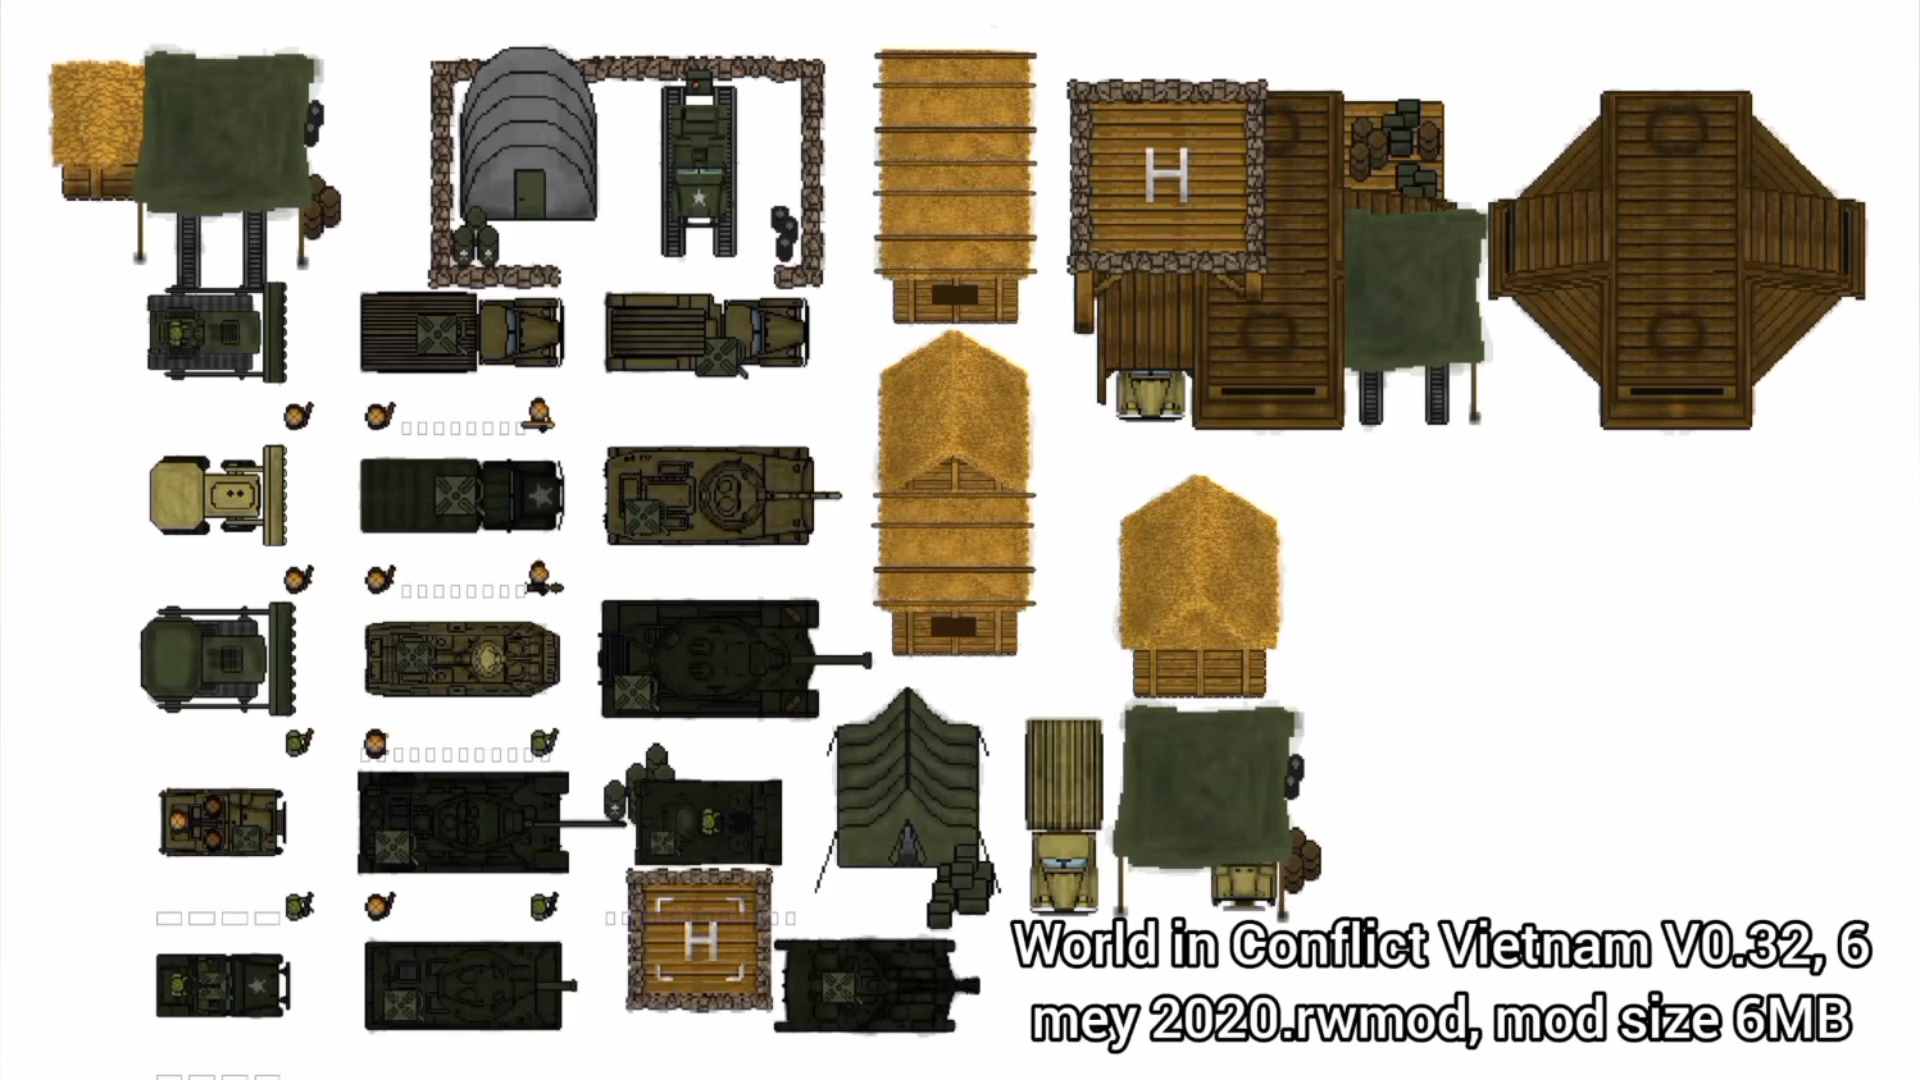 H
H
World in Conflict Vietnam V0.32, 6
mey 2020.rwmod, mod size 6MB